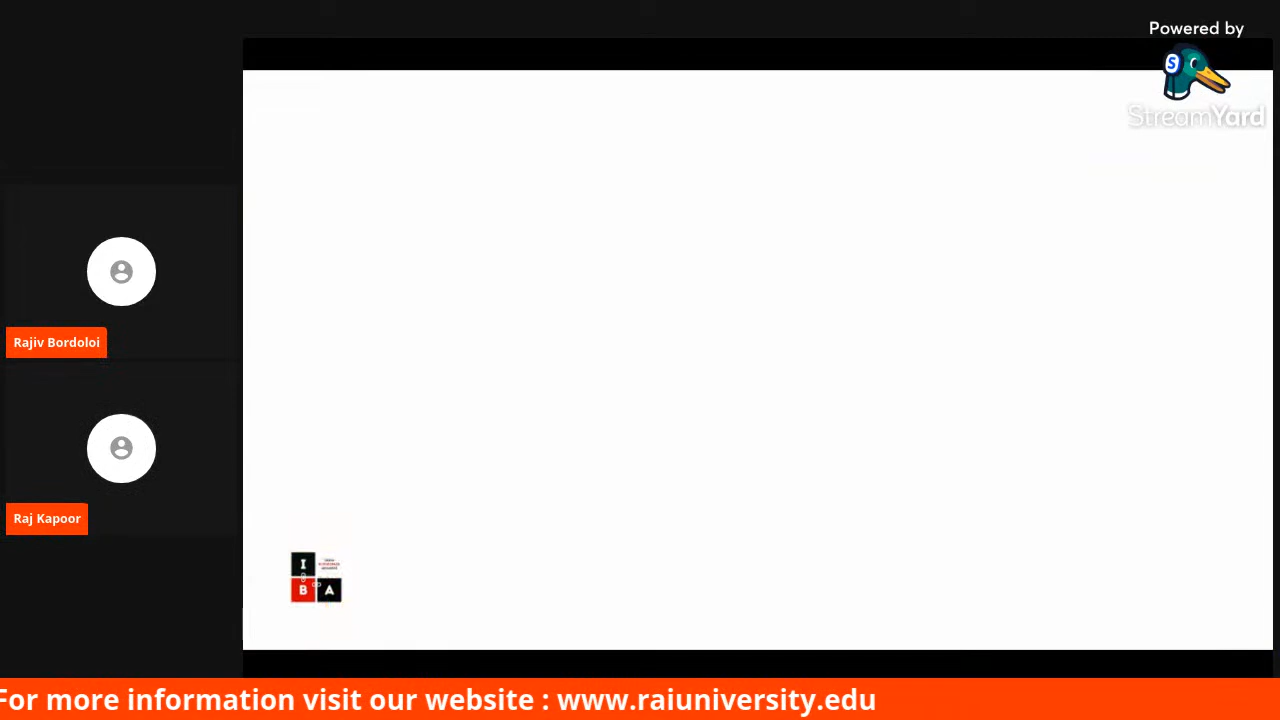 Powered by
S
StreamYard
Rajiv Bordoloi
Raj Kapoor
I
B A
For more information visit our website : www.raiuniversity.edu